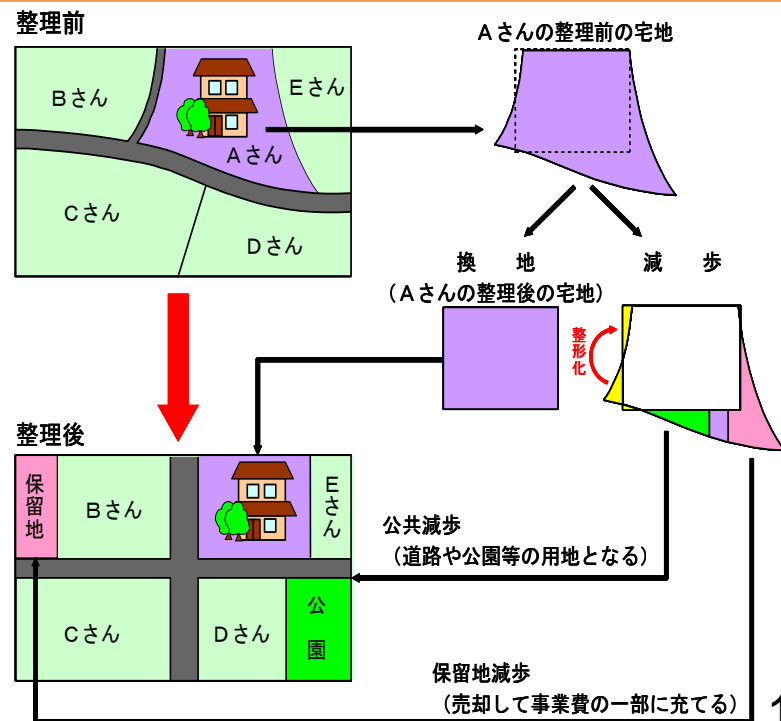 整理前
Aさんの整理前の宅地
Bさん
Eさん
Aさん
Cさん
Dさん
換地
減歩
(Aさんの整理後の宅地)
整形化
整理後
保留地
Bさん
Eさん
公共減歩
(道路や公園等の用地となる)
Cさん
Dさん
公園
保留地減歩
(売却して事業費の一部に充てる)